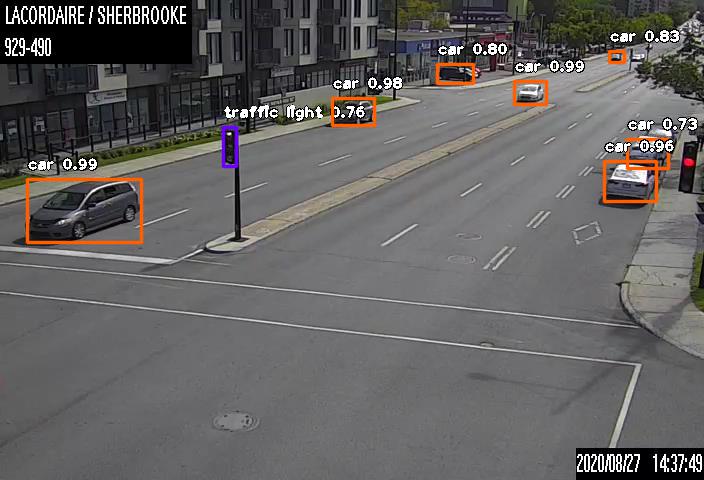 LACORDAIRE / SHERBROOKE
929-490
car 0.83
car 0.80
car 0.99
car 0.98
traffic light 0.76
car 0.73
car 0.96
car 0.99
2020/08/27 14:37:49